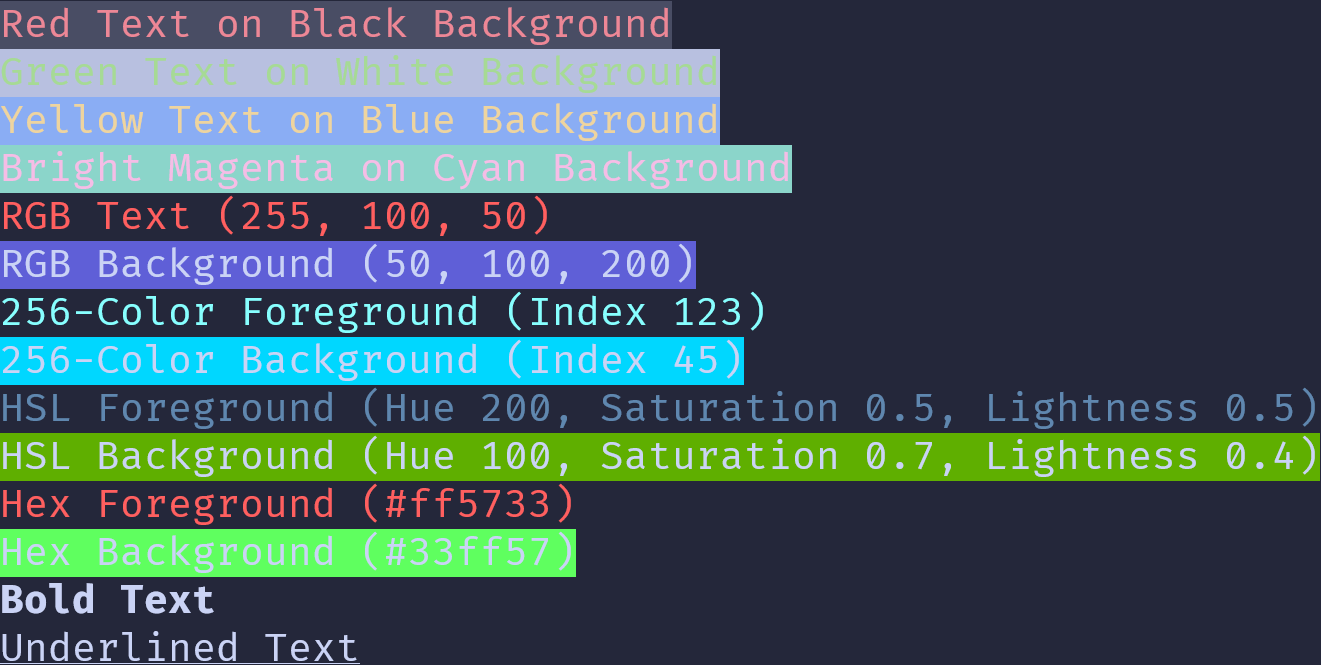 Red Text on Black Background
Green Text on White Background
Yellow Text on Blue Background
Bright Magenta on Cyan Background
RGB Text (255, 100, 50)
RGB Background (50, 100, 200)
256-Color Foreground (Index 123)
256-Color Background (Index 45)
HSL Foreground (Hue 200, Saturation 0.5, Lightness 0.5)
HSL Background (Hue 100, Saturation 0.7, Lightness 0.4)
Hex Foreground (#ff5733)
Hex Background (#33ff57)
Bold Text
Underlined Text